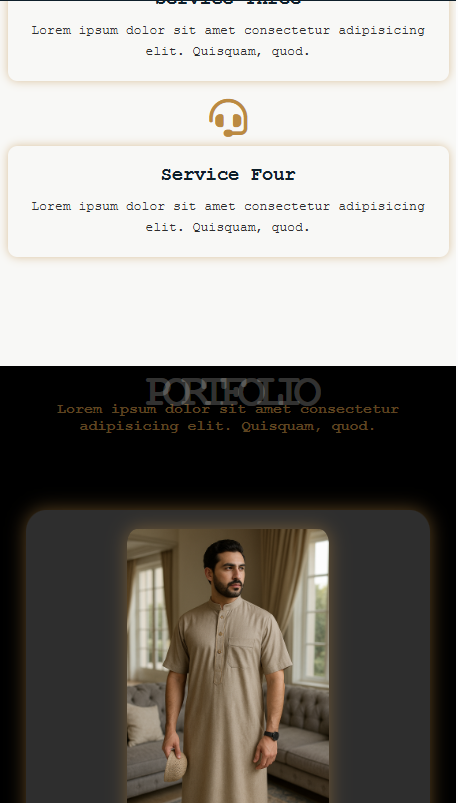 Service Three
Lorem ipsum dolor sit amet consectetur adipisicing
elit. Quisquam, quod.
Service Four
Lorem ipsum dolor sit amet consectetur adipisicing
elit. Quisquam, quod.
PORTFOLIO
Lorem ipsum dolor sit amet consectetur
adipisicing elit. Quisquam, quod.